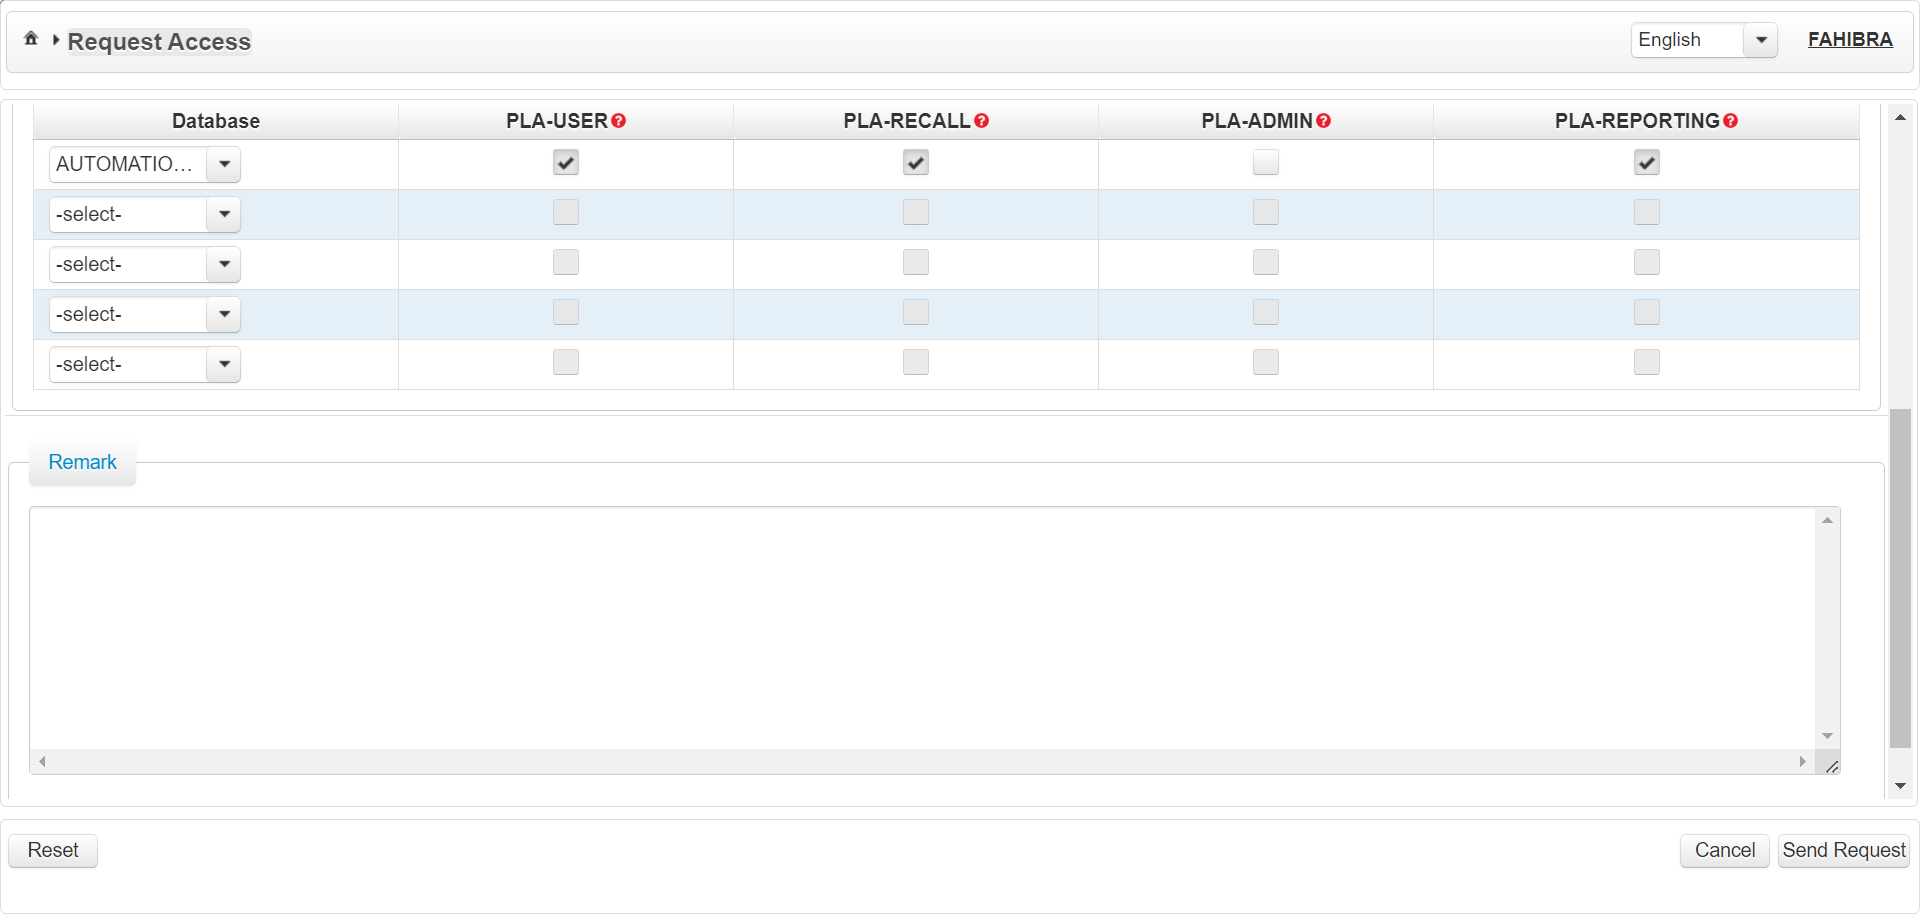 Request Access
English
FAHIBRA
Database PLA-USER PLA-RECALL PLA-ADMIN PLA-REPORTING
AUTOMATIO...
-select-
-select-
-select-
-select-
Remark
Reset Cancel Send Request